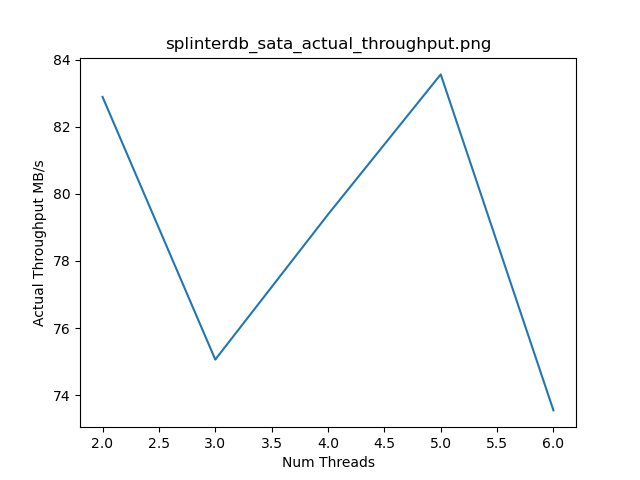 splinterdb_sata_actual_throughput.png
84
82
80
78
76
74
Actual Throughput MB/s
2.0 2.5 3.0 3.5 4.0 4.5 5.0 5.5 6.0
Num Threads